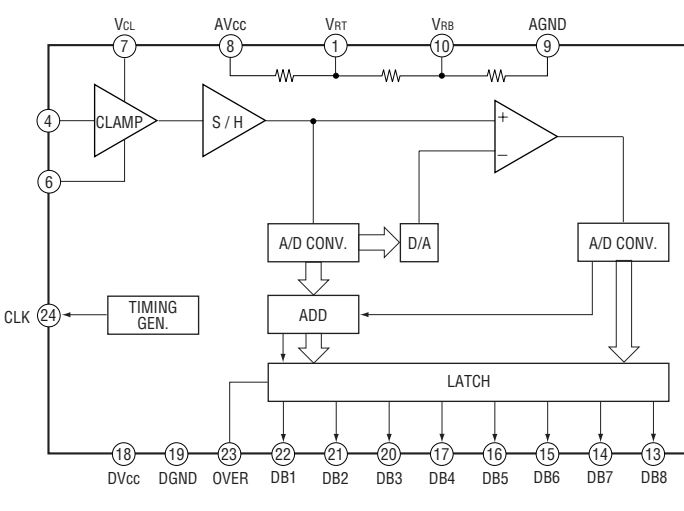 VCL AVCC VRT VRB AGND
7 8 1 10 9
4 CLAMP S / H + −
6
A/D CONV. D/A A/D CONV.
CLK 24 TIMING GEN. ADD
LATCH
18 19 23 22 21 20 17 16 15 14 13
DVCC DGND OVER DB1 DB2 DB3 DB4 DB5 DB6 DB7 DB8